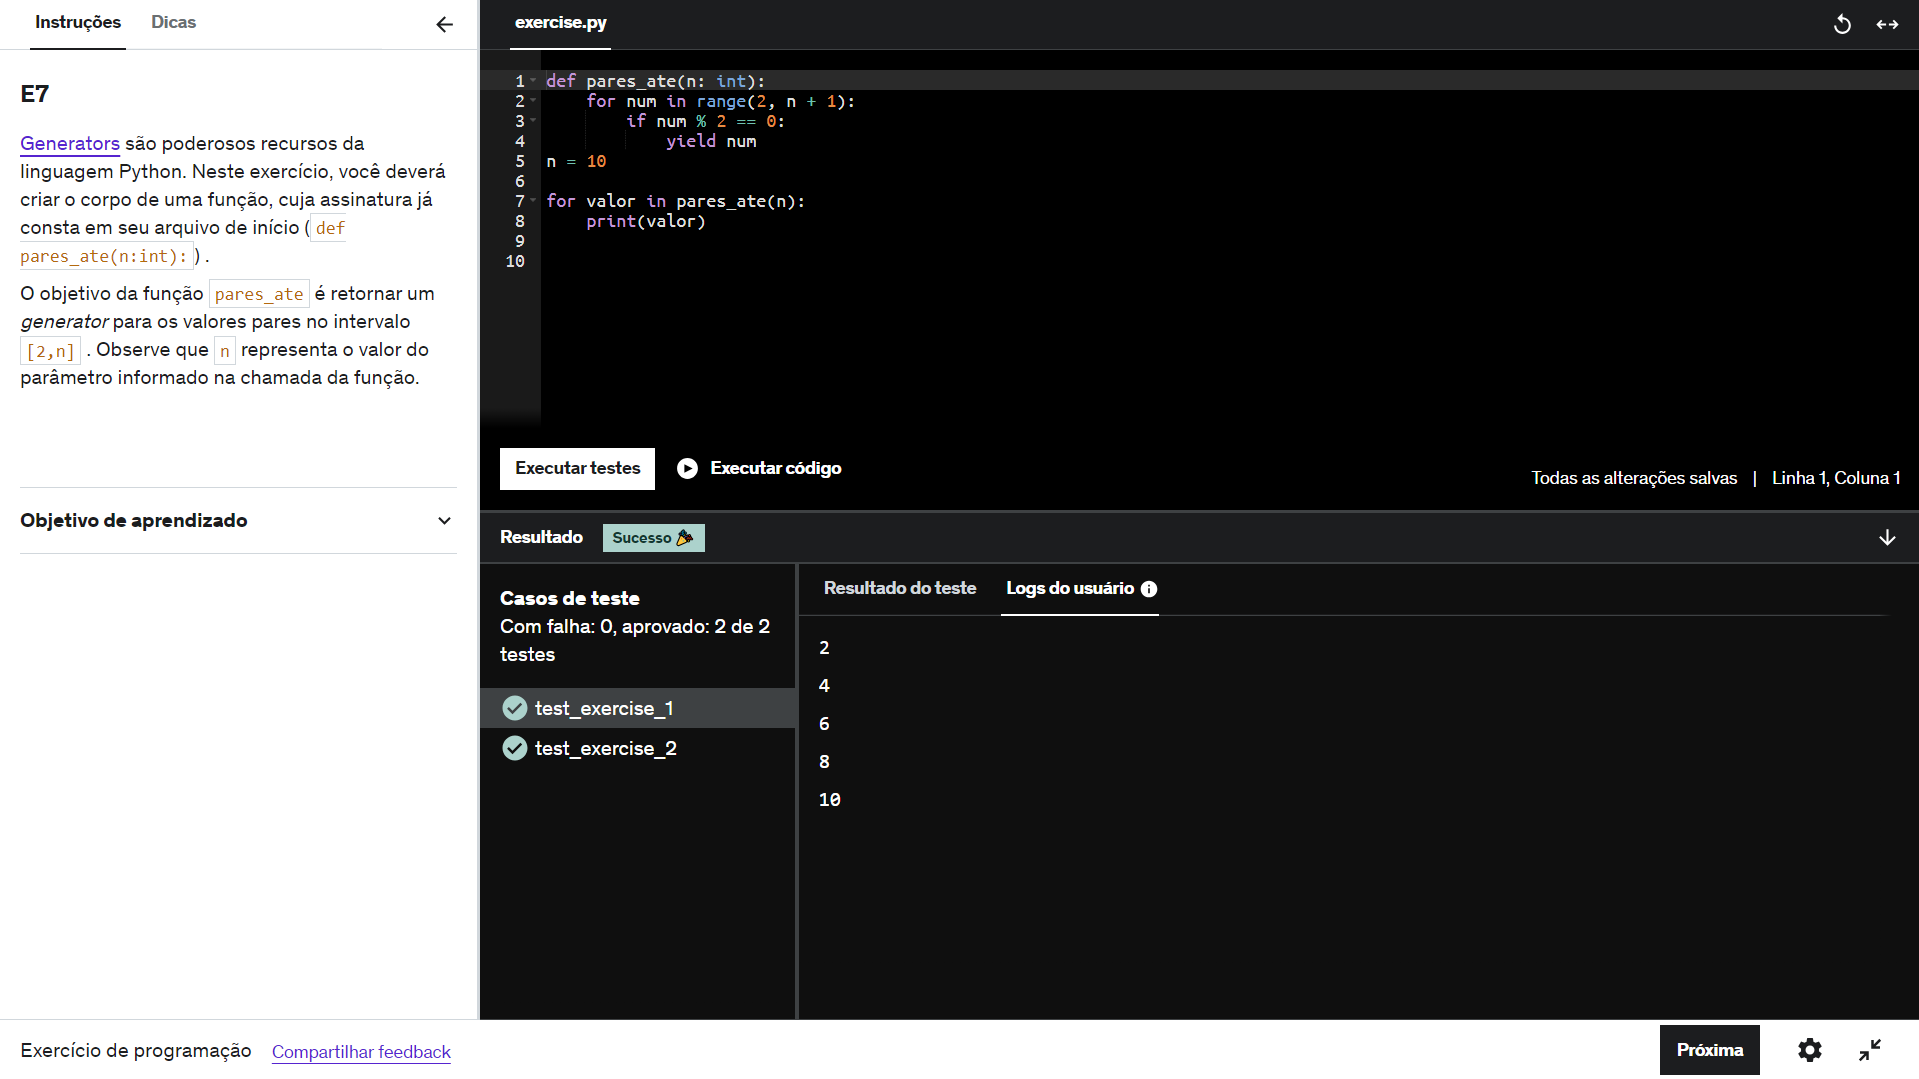 Instruções
Dicas
E7
Generators são poderosos recursos da
linguagem Python. Neste exercício, você deverá
criar o corpo de uma função, cuja assinatura já
consta em seu arquivo de início (def
pares_ate(n:int):) .
O objetivo da função pares_ate é retornar um
generator para os valores pares no intervalo
[2,n] . Observe que n representa o valor do
parâmetro informado na chamada da função.
Objetivo de aprendizado
exercise.py
1 def pares_ate(n: int):
2     for num in range(2, n + 1):
3         if num % 2 == 0:
4             yield num
5 n = 10
6
7 for valor in pares_ate(n):
8     print(valor)
9
10
Executar testes
Executar código
Todas as alterações salvas | Linha 1, Coluna 1
Resultado
Sucesso
Casos de teste
Com falha: 0, aprovado: 2 de 2
testes
test_exercise_1
test_exercise_2
Resultado do teste
Logs do usuário
2
4
6
8
10
Exercício de programação
Compartilhar feedback
Próxima